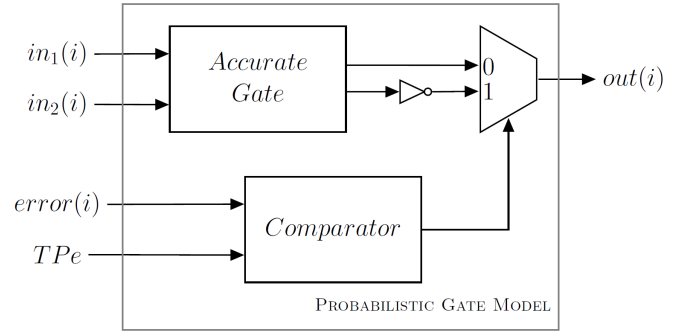 in₁(i)
Accurate
Gate
0
1
out(i)
in₂(i)
error(i)
Comparator
TPe
PROBABILISTIC GATE MODEL